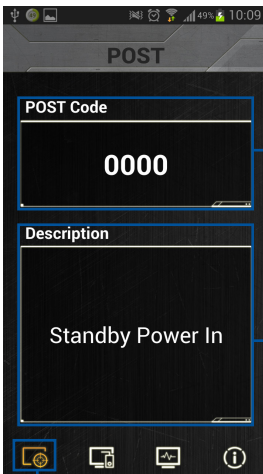 49% 10:09
POST
POST Code
0000
Description
Standby Power In